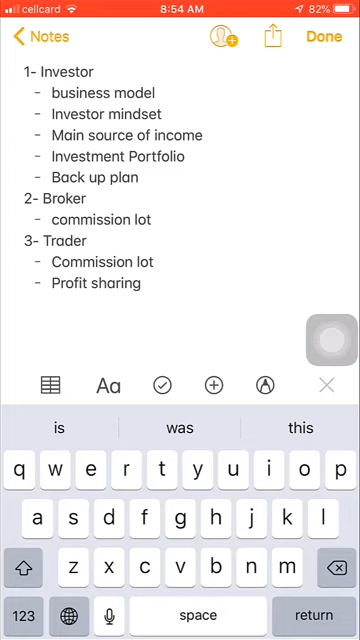 cellcard 8:54 AM 82%
Notes Done
1- Investor
- business model
- Investor mindset
- Main source of income
- Investment Portfolio
- Back up plan
2- Broker
- commission lot
3- Trader
- Commission lot
- Profit sharing
Aa
is was this
q w e r t y u i o p
a s d f g h j k l
z x c v b n m
123 space return